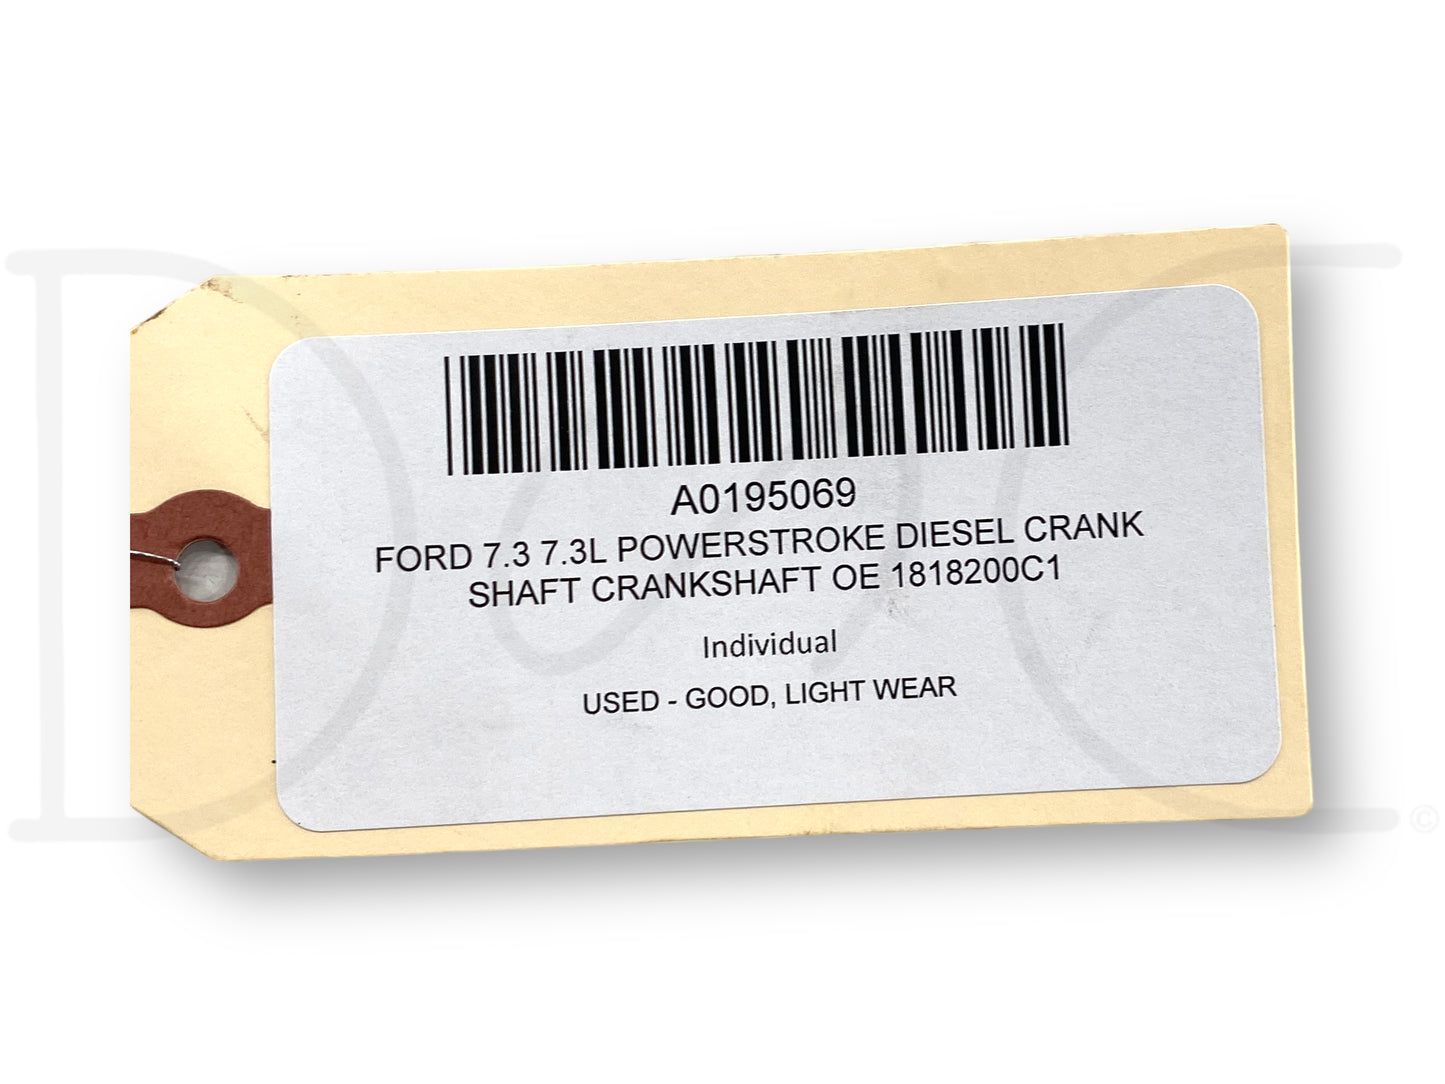 A0195069
FORD 7.3 7.3L POWERSTROKE DIESEL CRANK
SHAFT CRANKSHAFT OE 1818200C1
Individual
USED - GOOD, LIGHT WEAR
©